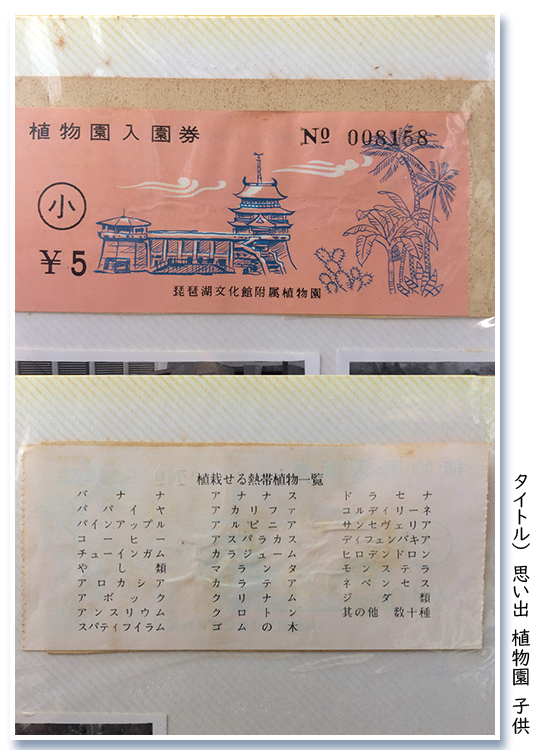 植物園入園券
№ 008158
小
¥5
琵琶湖文化館附属植物園
植栽せる熱帯植物一覧
バナナ
パパイヤ
パインアップル
コーヒー
チューインガム
やし類
アロカシア
アボック
アンスリウム
スパティフイラム
アナナス
アカリファ
アルピニア
アスパラカス
カラジューム
マランタ
カラテア
クリナム
クロトン
ゴムの木
ドラセナ
コルディリーネ
サンセヴェリア
ディフェンバキア
ヒロデンドロン
モンステラ
ネペンセス
シダ類
其の他 数十種
タイトル） 思い出 植物園 子供